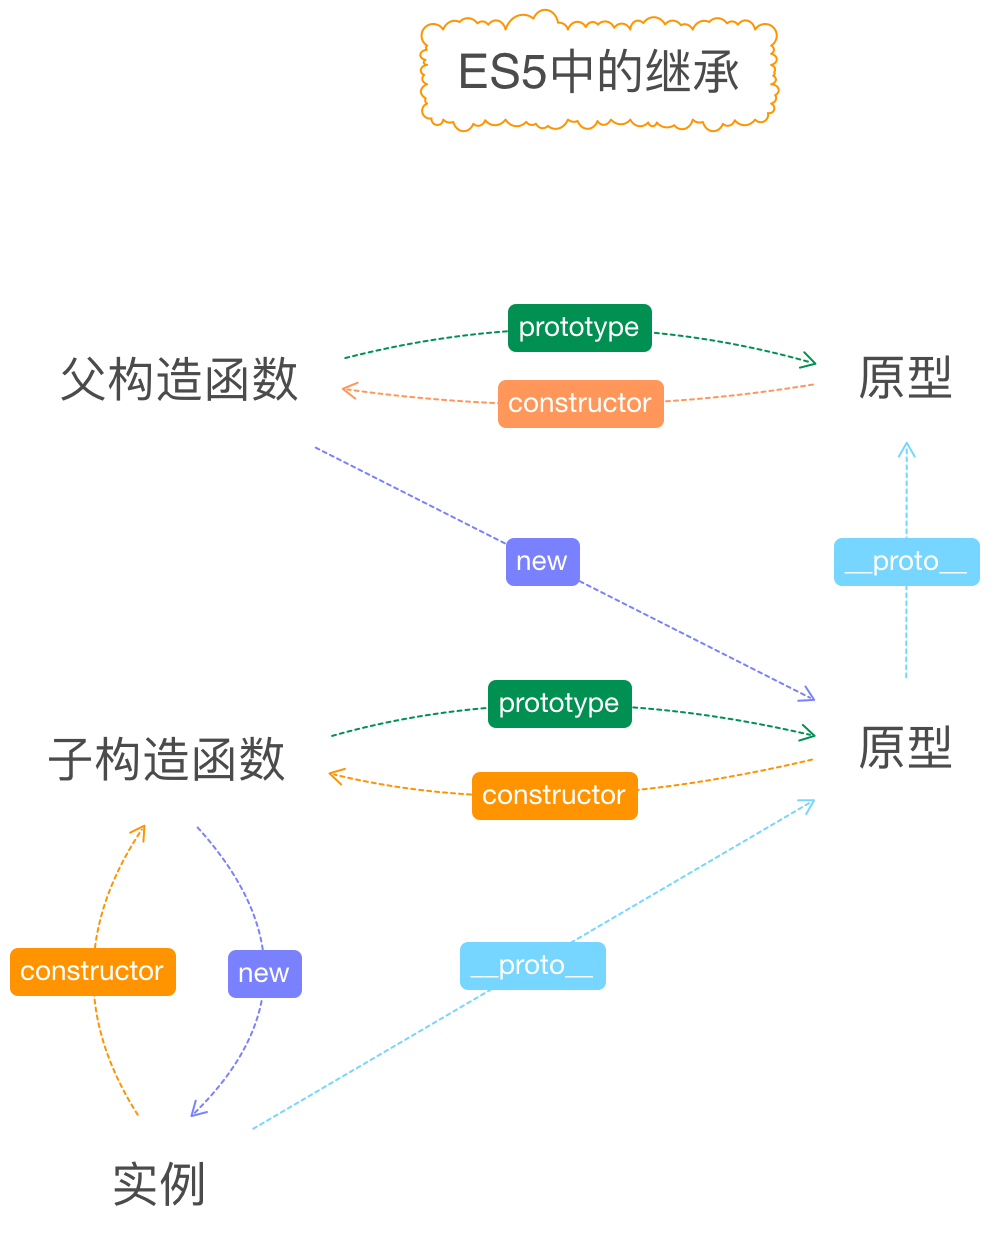 ES5中的继承
prototype
父构造函数
原型
constructor
new
__proto__
prototype
子构造函数
原型
constructor
constructor
new
__proto__
实例